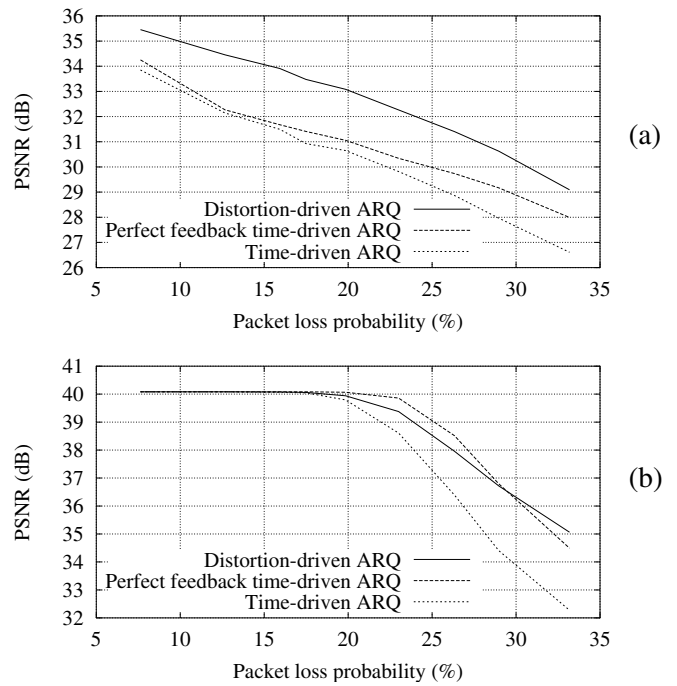 36
35
34
33
32
31
30
29
28
27
26
PSNR (dB)
Distortion-driven ARQ
Perfect feedback time-driven ARQ
Time-driven ARQ
5 10 15 20 25 30 35
Packet loss probability (%)
(a)
41
40
39
38
37
36
35
34
33
32
PSNR (dB)
Distortion-driven ARQ
Perfect feedback time-driven ARQ
Time-driven ARQ
5 10 15 20 25 30 35
Packet loss probability (%)
(b)